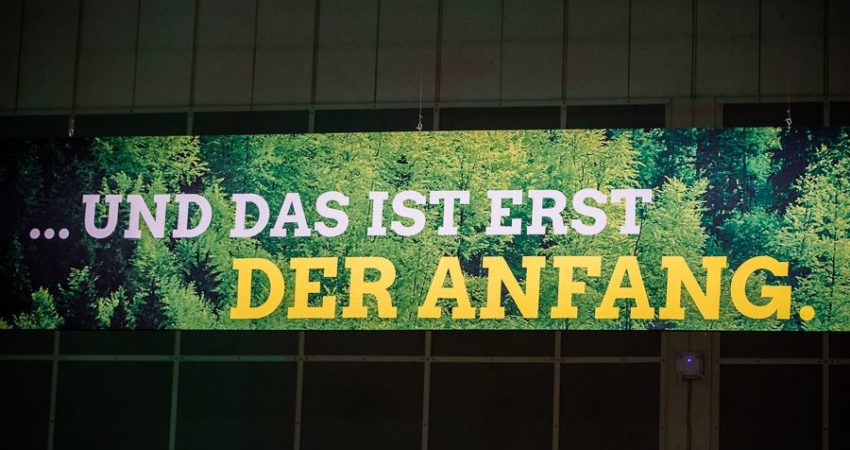 ... UND DAS IST ERST
DER ANFANG.